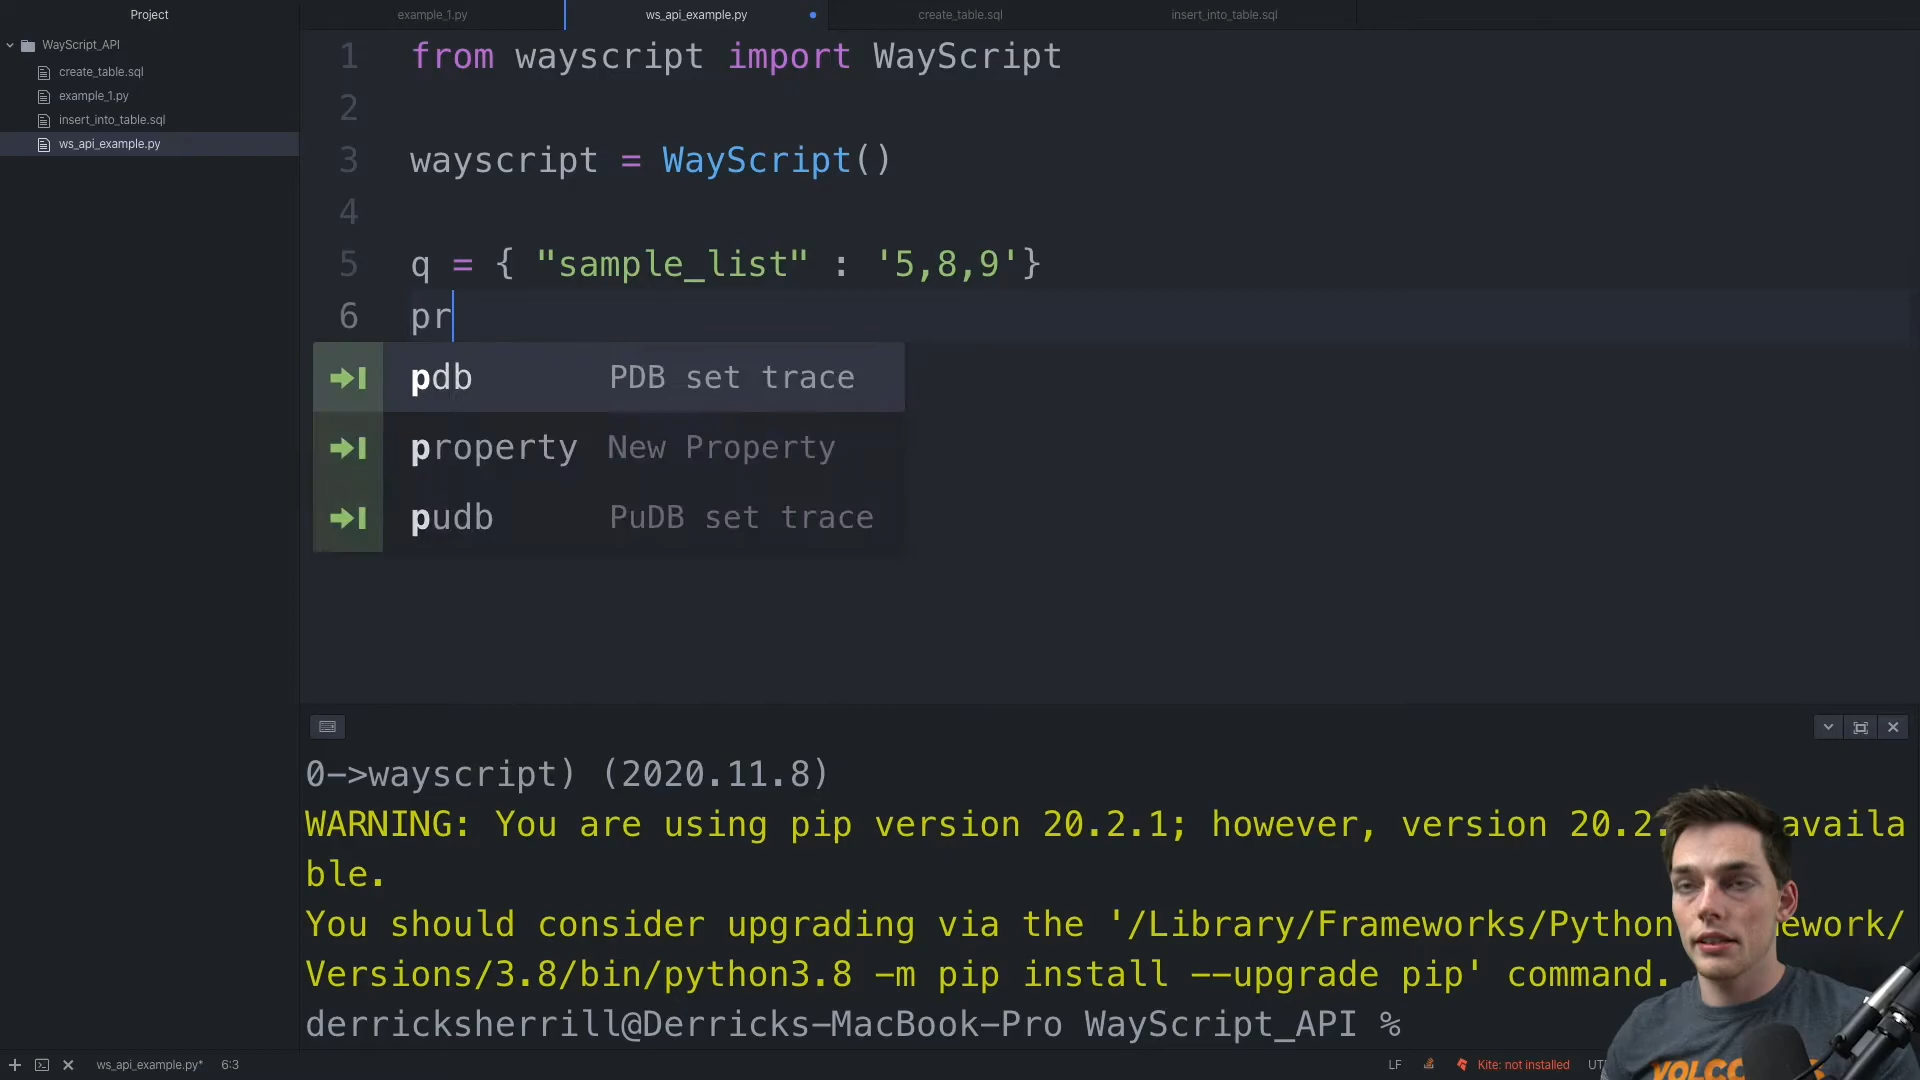 Project
example_1.py
ws_api_example.py
create_table.sql
insert_into_table.sql
WayScript_API
create_table.sql
example_1.py
insert_into_table.sql
ws_api_example.py
1 from wayscript import WayScript
2
3 wayscript = WayScript()
4
5 q = { "sample_list" : '5,8,9'}
6 pr
pdb PDB set trace
property New Property
pudb PuDB set trace
0->wayscript) (2020.11.8)
WARNING: You are using pip version 20.2.1; however, version 20.2. availa
ble.
You should consider upgrading via the '/Library/Frameworks/Python ework/
Versions/3.8/bin/python3.8 -m pip install --upgrade pip' command.
derricksherrill@Derricks-MacBook-Pro WayScript_API %
ws_api_example.py* 6:3
LF Kite: not installed UT